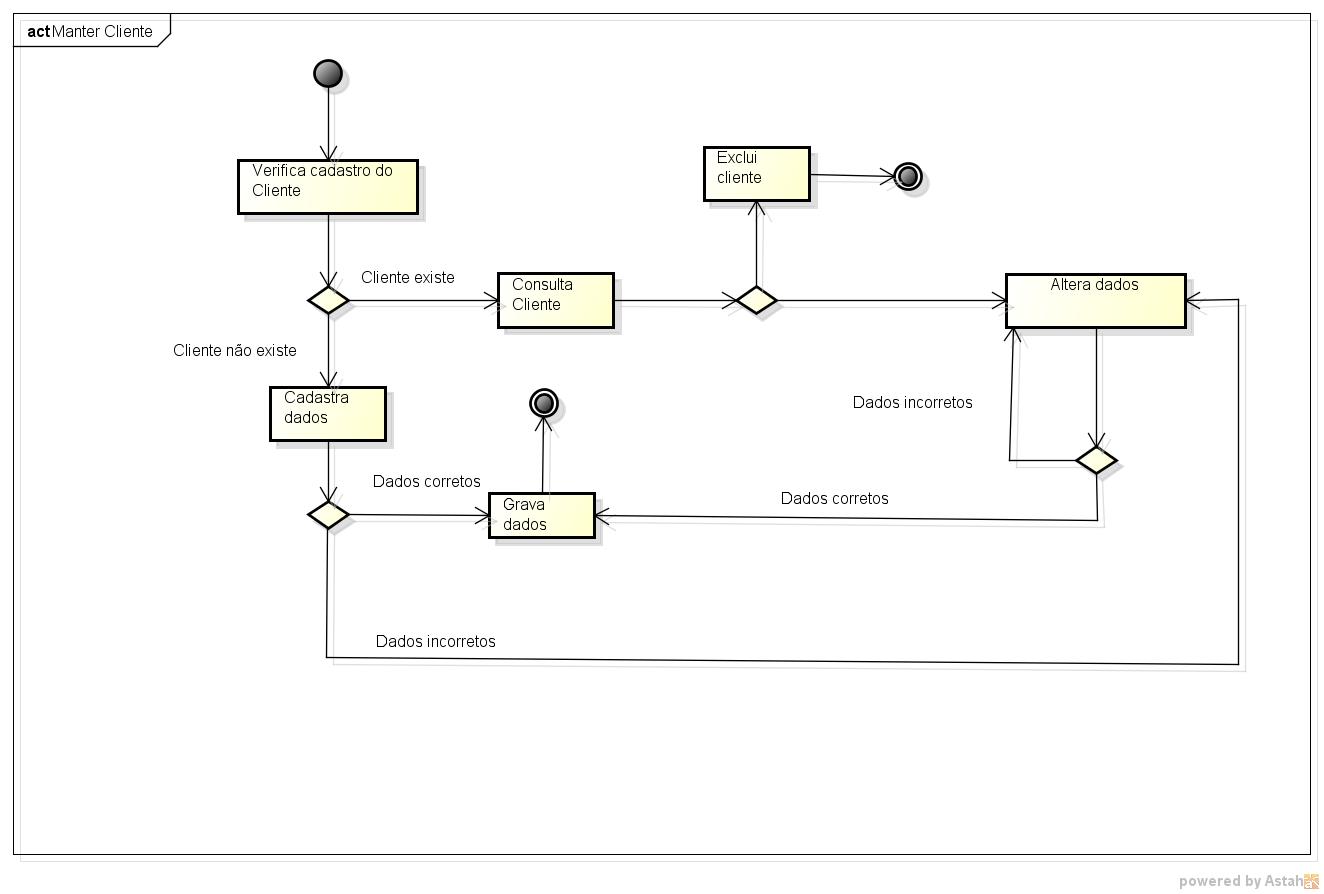 act Manter Cliente
Verifica cadastro do
Cliente
Exclui
cliente
Cliente existe
Consulta
Cliente
Altera dados
Cliente não existe
Cadastra
dados
Dados incorretos
Dados corretos
Grava
dados
Dados corretos
Dados incorretos
powered by Astah